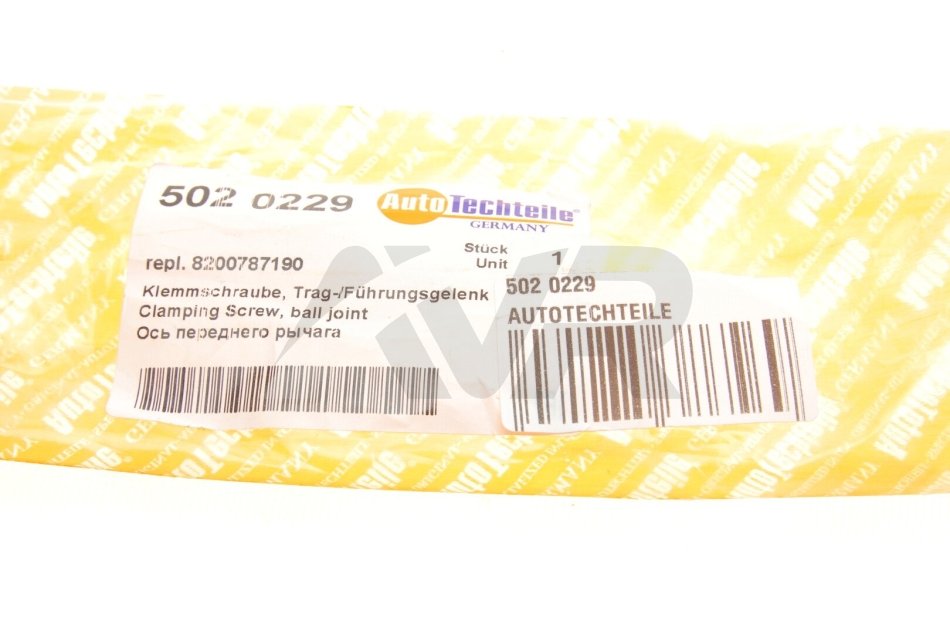 502 0229
AutoTechteile®
GERMANY
Stück
Unit 1
repl. 8200787190
Klemmschraube, Trag-/Führungsgelenk
Clamping Screw, ball joint
Ось переднего рычага
502 0229
AUTOTECHTEILE
AVR